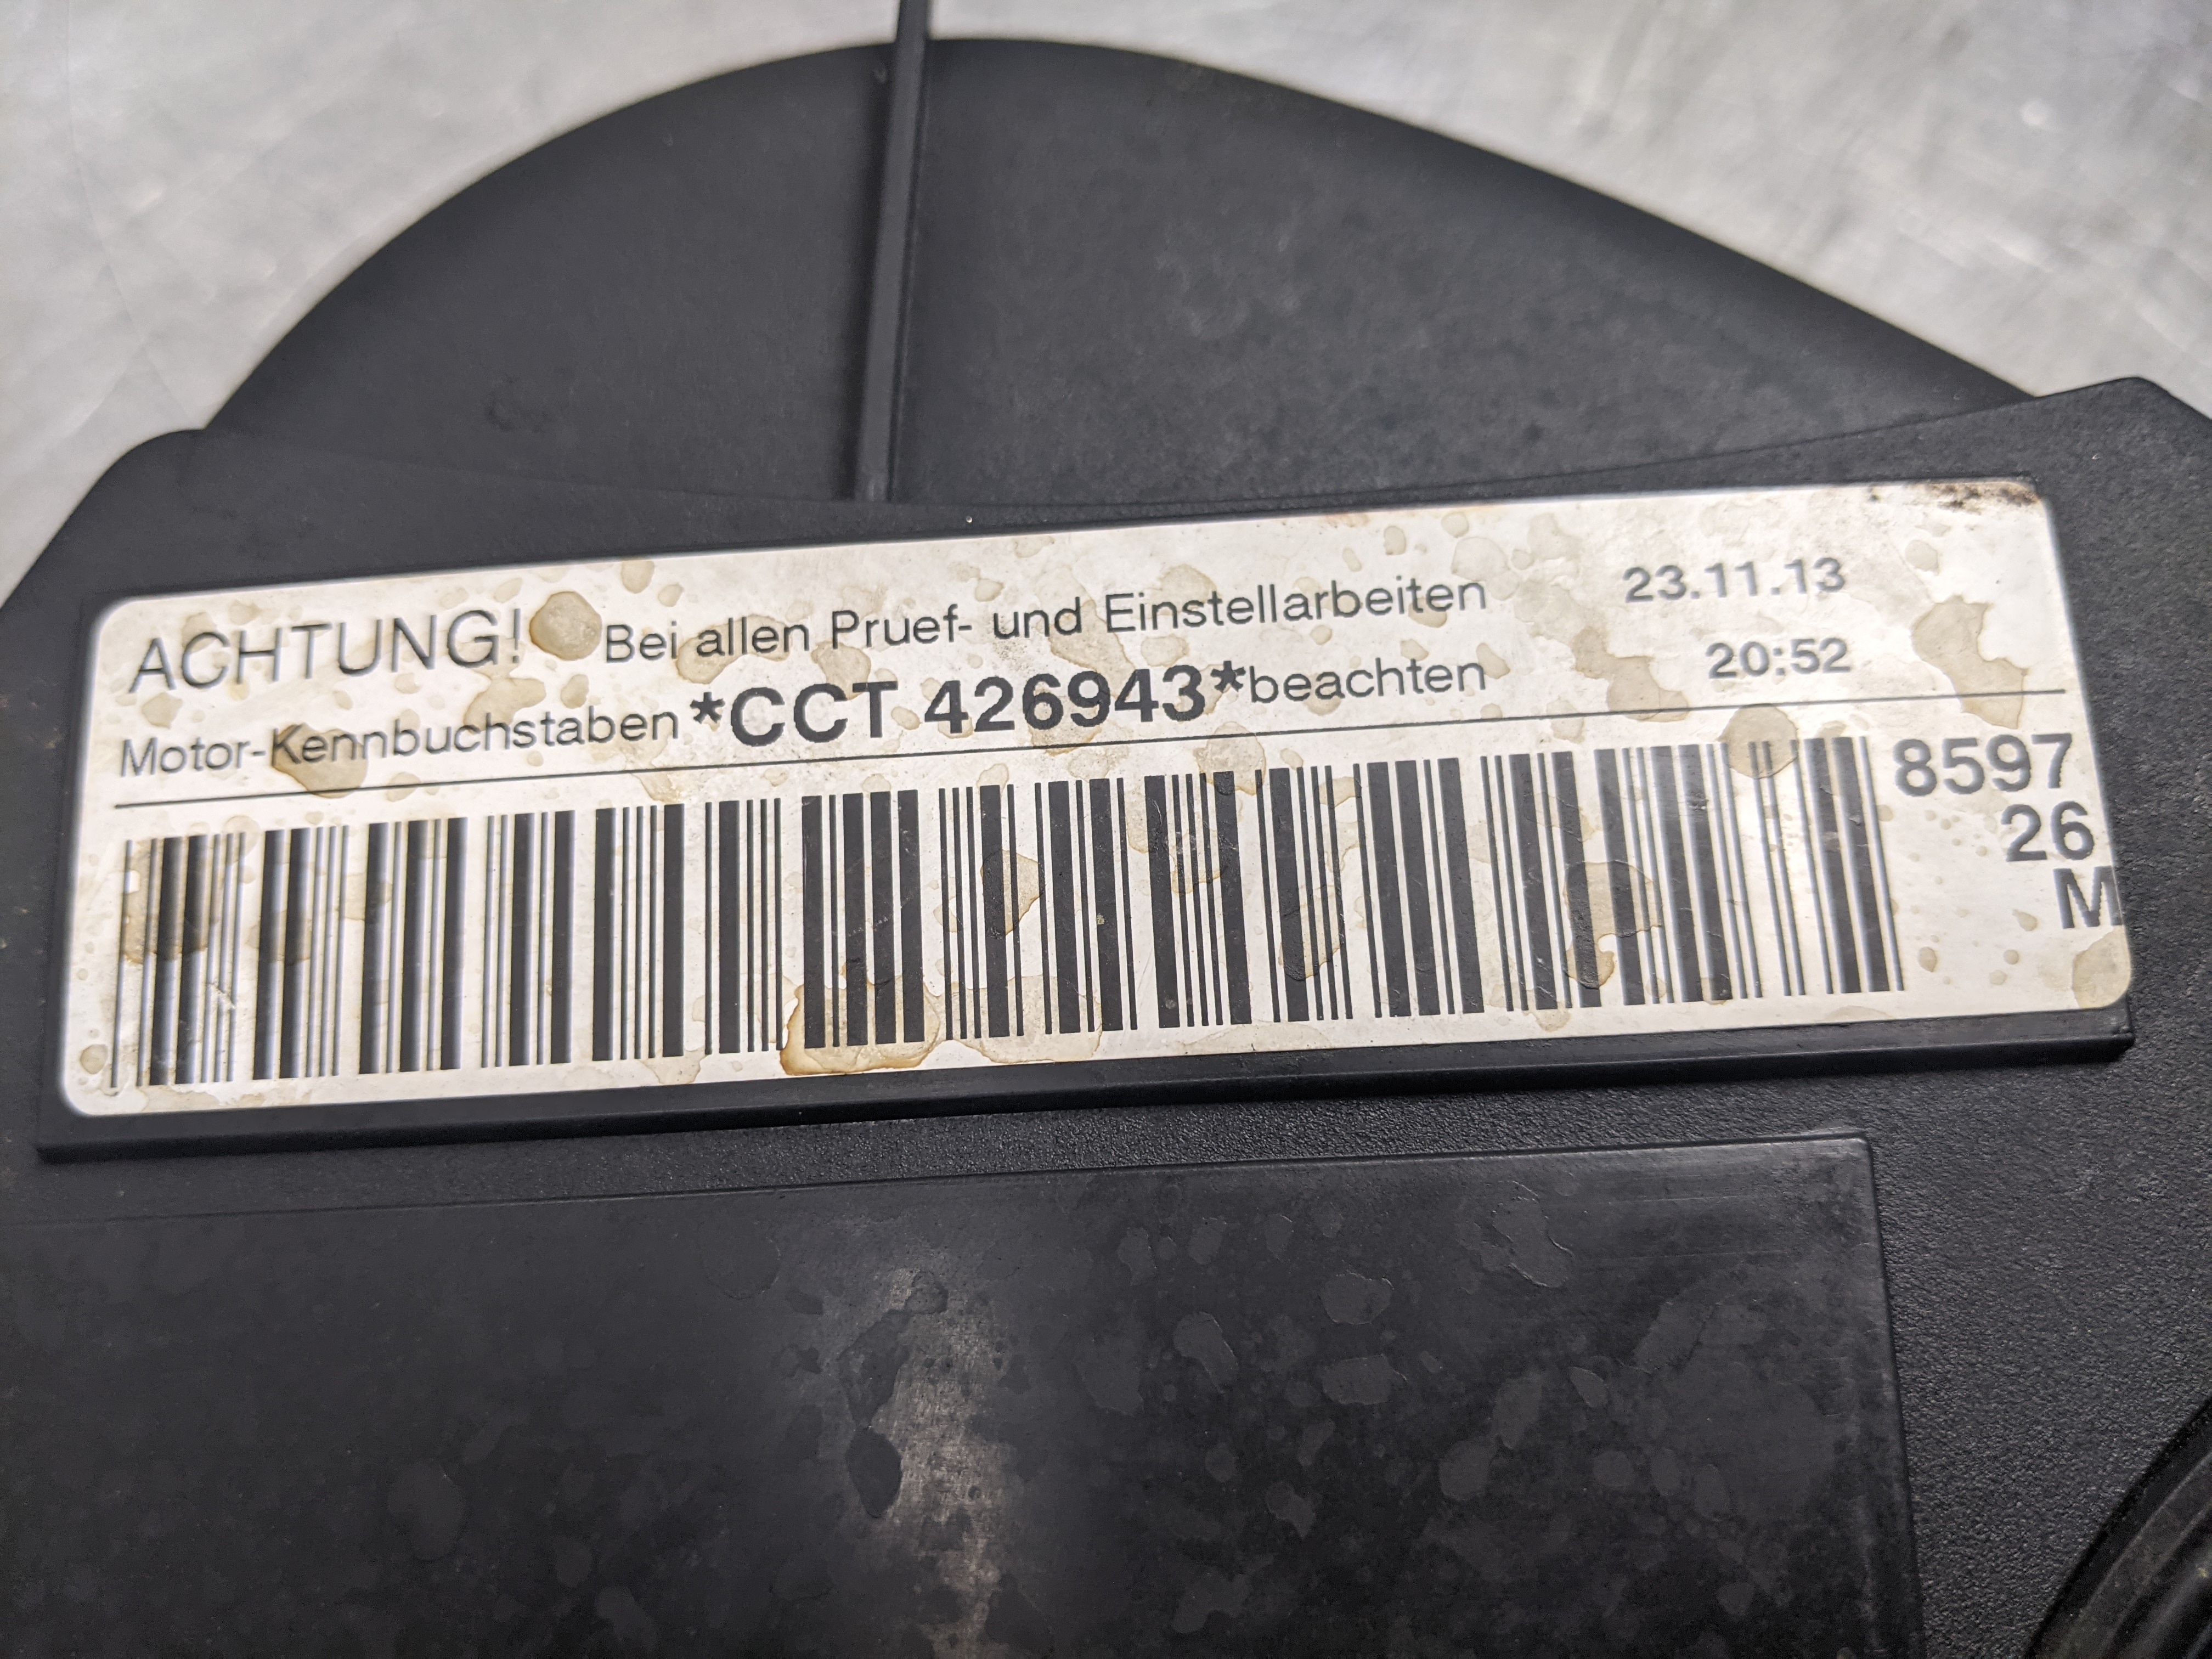 ACHTUNG! Bei allen Pruef- und Einstellarbeiten 23.11.13
Motor-Kennbuchstaben *CCT 426943* beachten 20:52
8597
26
M